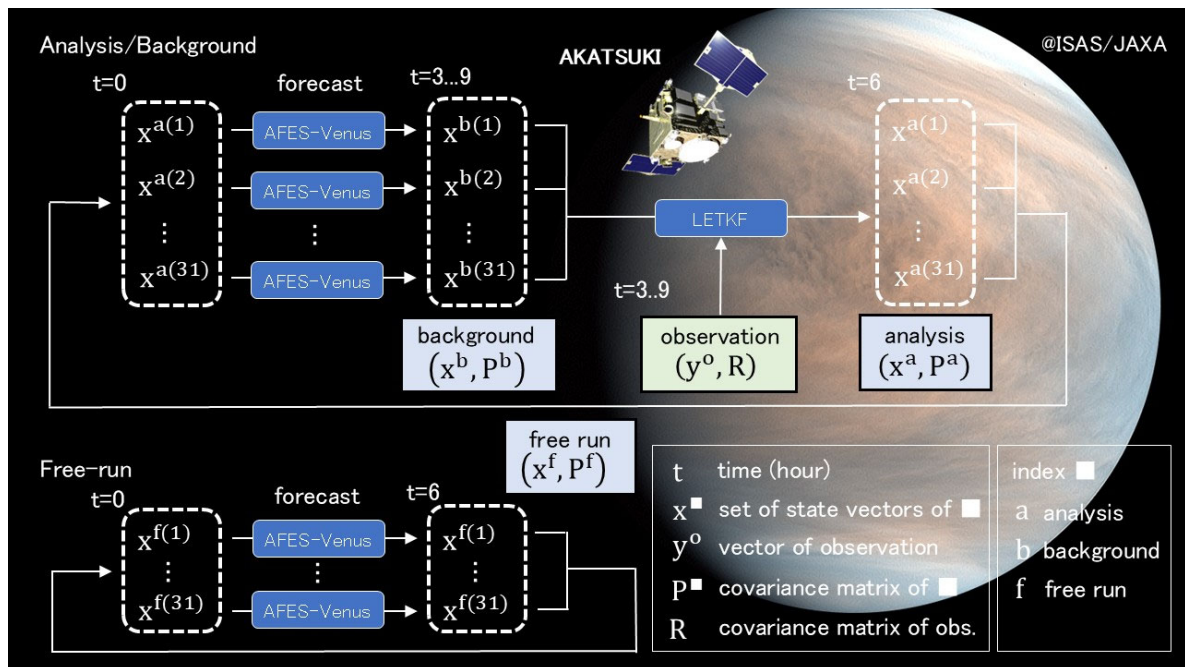 Analysis/Background
@ISAS/JAXA
AKATSUKI
t=0
forecast
t=3...9
t=6
x^a(1)
AFES-Venus
x^b(1)
x^a(1)
x^a(2)
AFES-Venus
x^b(2)
x^a(2)
LETKF
⋮
⋮
⋮
⋮
x^a(31)
AFES-Venus
x^b(31)
x^a(31)
t=3..9
background
(x^b, P^b)
observation
(y^o, R)
analysis
(x^a, P^a)
free run
(x^f, P^f)
Free-run
t=0
forecast
t=6
x^f(1)
AFES-Venus
x^f(1)
⋮
⋮
⋮
x^f(31)
AFES-Venus
x^f(31)
t time (hour)
x^■ set of state vectors of ■
y^o vector of observation
P^■ covariance matrix of ■
R covariance matrix of obs.
index ■
a analysis
b background
f free run